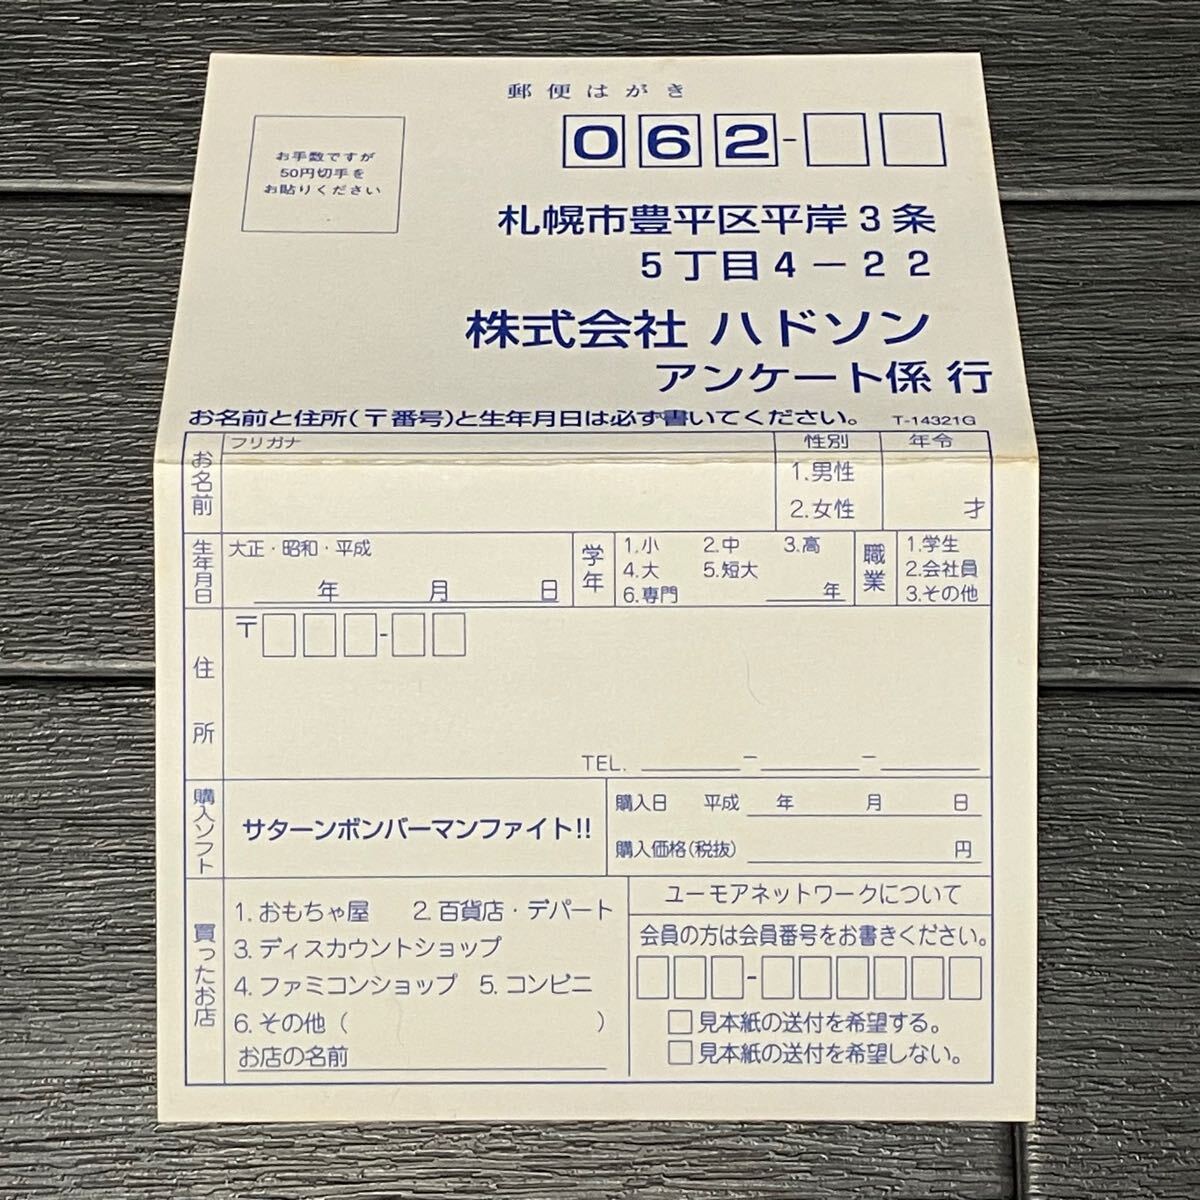 郵便はがき
お手数ですが
50円切手を
お貼りください
062-
札幌市豊平区平岸3条
5丁目4－22
株式会社 ハドソン
アンケート係 行
お名前と住所(〒番号)と生年月日は必ず書いてください。 T-14321G
お名前
フリガナ
性別
1.男性
2.女性
年令
才
生年月日
大正・昭和・平成
年 月 日
学年
1.小 2.中 3.高
4.大 5.短大
6.専門 年
職業
1.学生
2.会社員
3.その他
住所
〒 -
TEL. － －
購入ソフト
サターンボンバーマンファイト!!
購入日 平成 年 月 日
購入価格(税抜) 円
買ったお店
1.おもちゃ屋 2.百貨店・デパート
3.ディスカウントショップ
4.ファミコンショップ 5.コンビニ
6.その他( )
お店の名前
ユーモアネットワークについて
会員の方は会員番号をお書きください。
-
□見本紙の送付を希望する。
□見本紙の送付を希望しない。